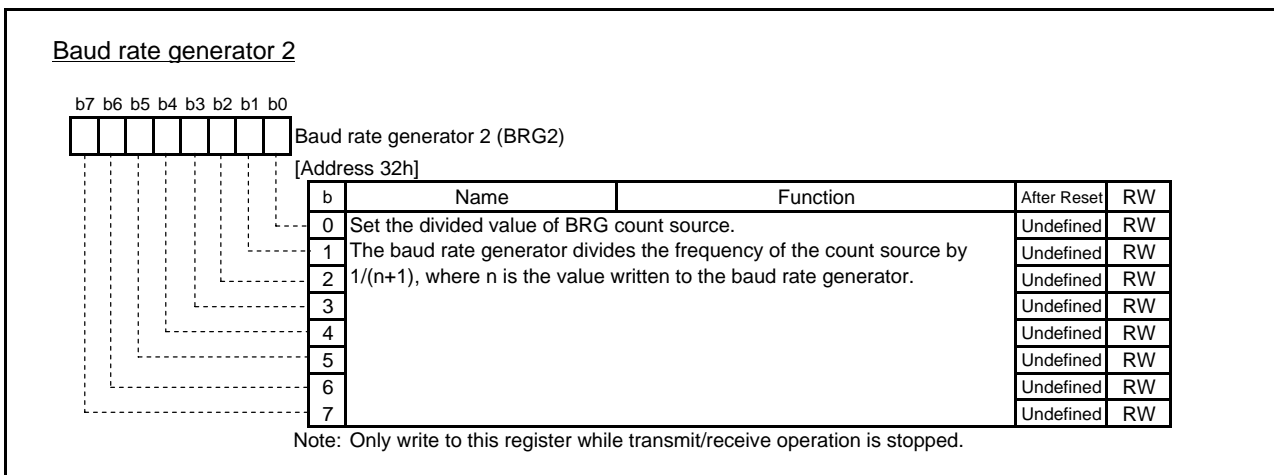 Baud rate generator 2
b7 b6 b5 b4 b3 b2 b1 b0
Baud rate generator 2 (BRG2)
[Address 32h]
b Name Function After Reset RW
0 Set the divided value of BRG count source. Undefined RW
1 The baud rate generator divides the frequency of the count source by Undefined RW
2 1/(n+1), where n is the value written to the baud rate generator. Undefined RW
3 Undefined RW
4 Undefined RW
5 Undefined RW
6 Undefined RW
7 Undefined RW
Note: Only write to this register while transmit/receive operation is stopped.